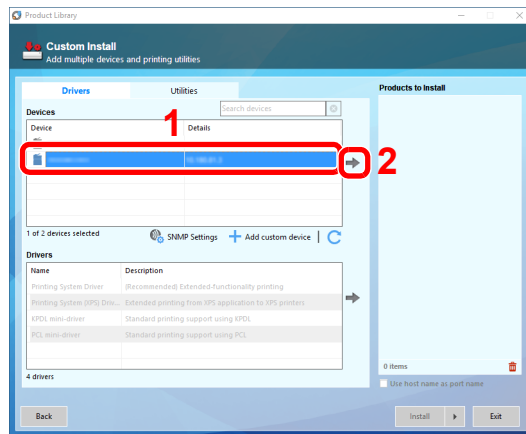 Product Library
Custom Install
Add multiple devices and printing utilities
Drivers
Utilities
Products to Install
1
Devices
Search devices
Device
Details
2
1 of 2 devices selected
SNMP Settings
Add custom device
Drivers
Name
Description
Printing System Driver
(Recommended) Extended-functionality printing
Printing System (XPS) Driv...
Extended printing from XPS application to XPS printers
KPDL mini-driver
Standard printing support using KPDL
PCL mini-driver
Standard printing support using PCL
4 drivers
0 items
Use host name as port name
Back
Install
Exit